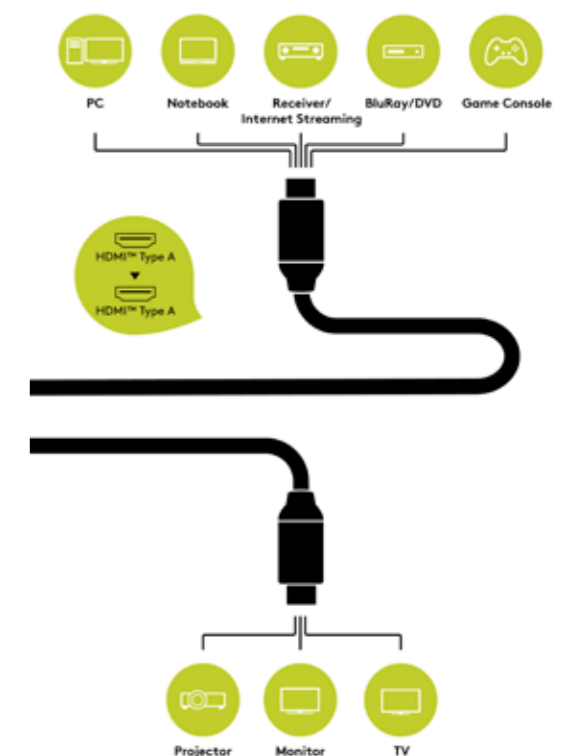 PC
Notebook
Receiver/
Internet Streaming
BluRay/DVD
Game Console
HDMI™ Type A
HDMI™ Type A
Projector
Monitor
TV